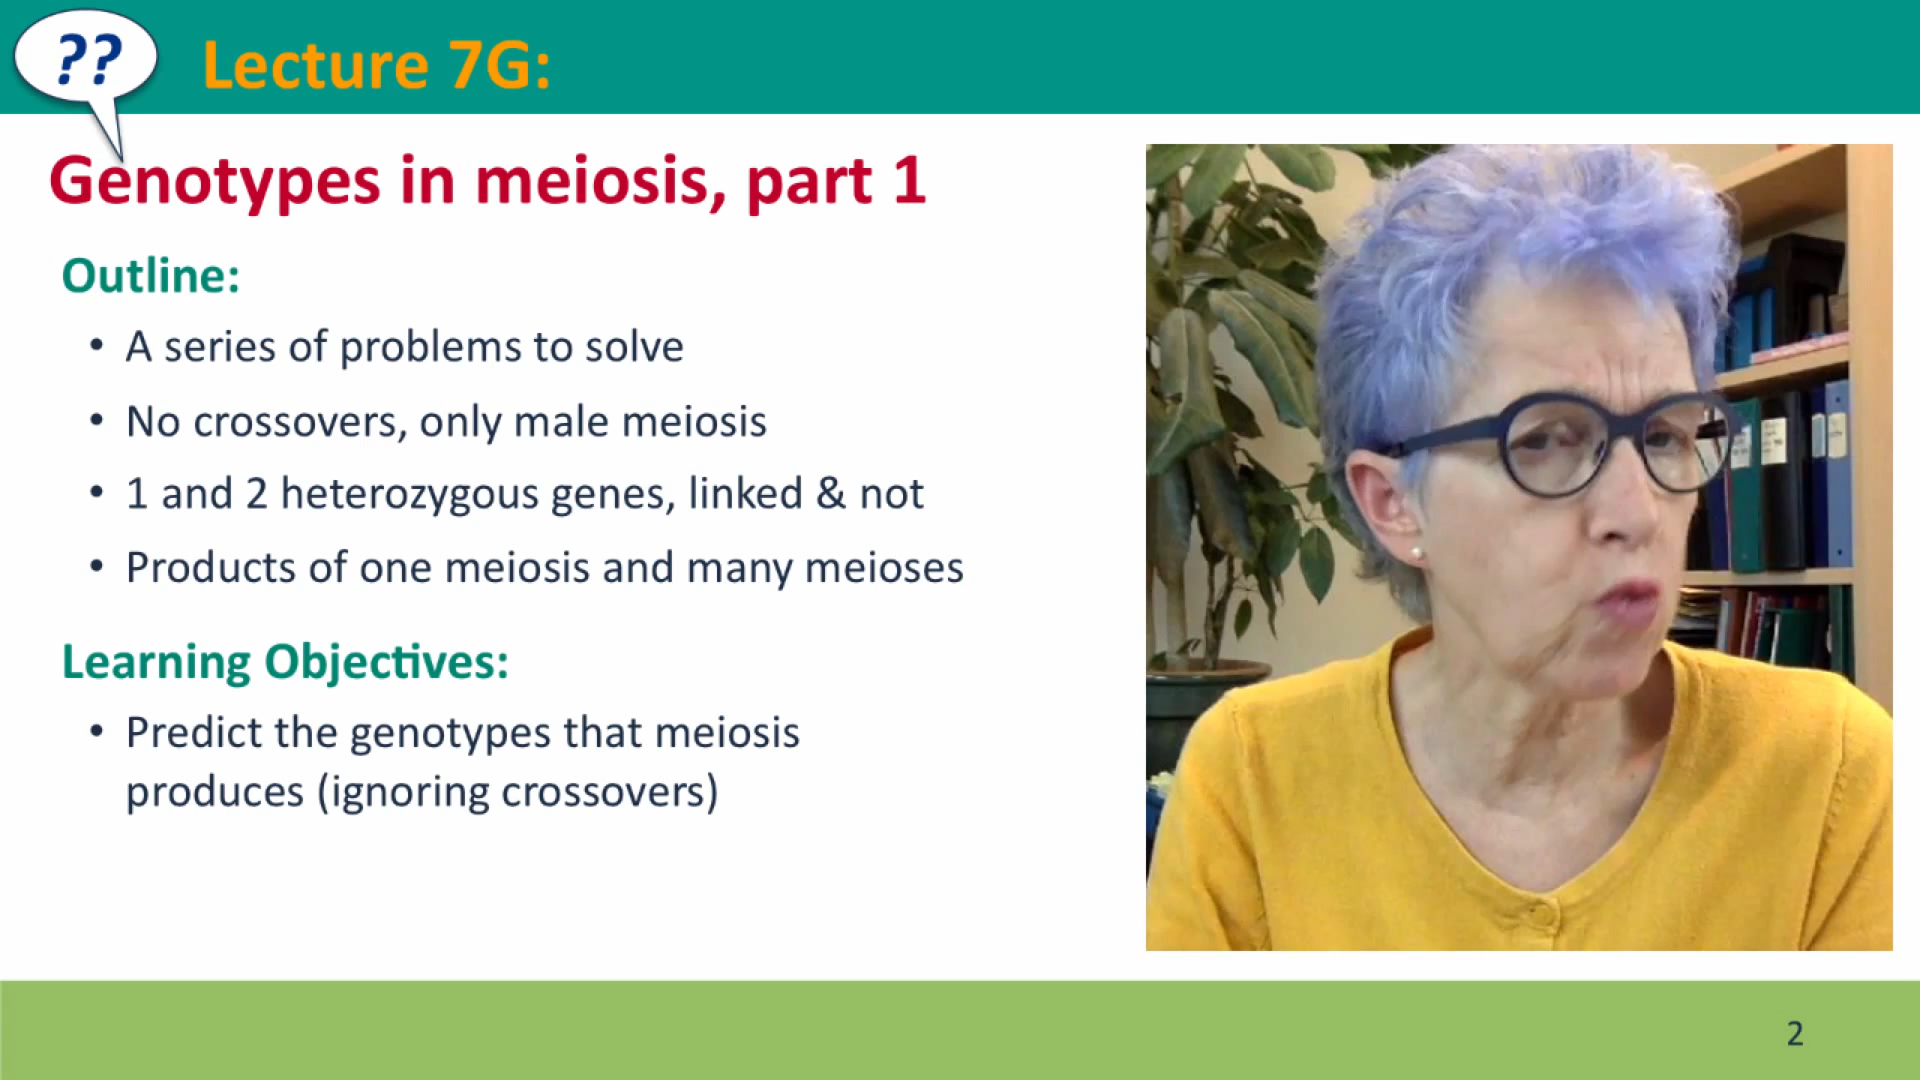 ??
Lecture 7G:
Genotypes in meiosis, part 1
Outline:
• A series of problems to solve
• No crossovers, only male meiosis
• 1 and 2 heterozygous genes, linked & not
• Products of one meiosis and many meioses
Learning Objectives:
• Predict the genotypes that meiosis
produces (ignoring crossovers)
2